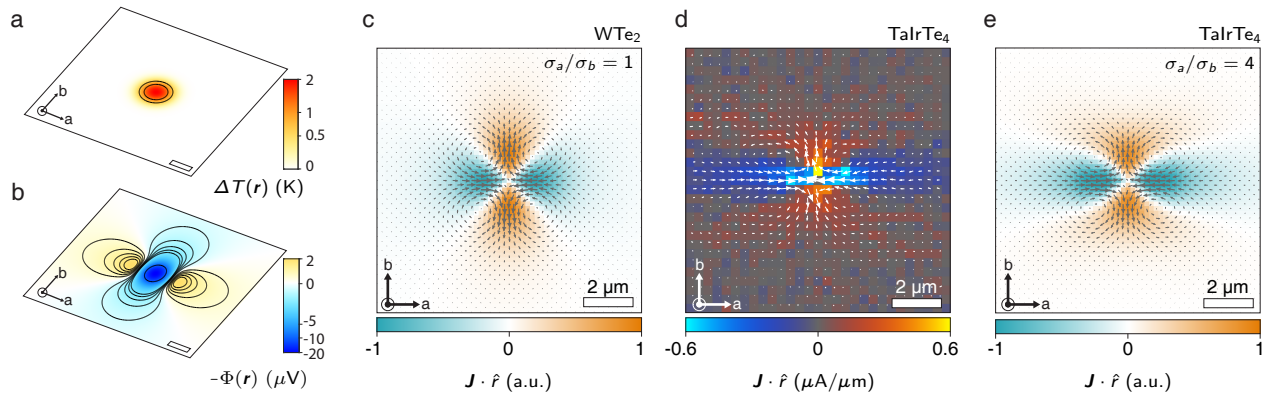 a
2
1
0.5
0
b
a
ΔT(r) (K)
b
2
0
-5
-10
-20
b
a
-Φ(r) (μV)
c
WTe₂
σₐ/σ_b = 1
b
a
2 μm
-1
0
1
J · r̂ (a.u.)
d
TaIrTe₄
b
a
2 μm
-0.6
0
0.6
J · r̂ (μA/μm)
e
TaIrTe₄
σₐ/σ_b = 4
b
a
2 μm
-1
0
1
J · r̂ (a.u.)